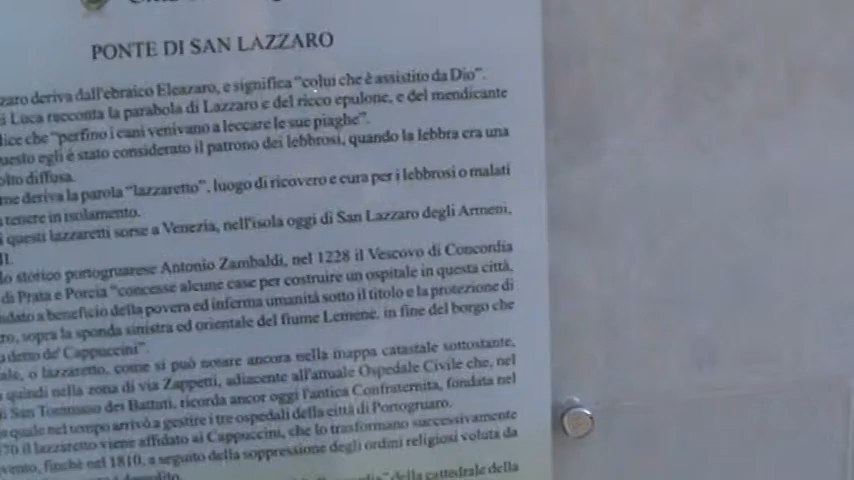 PONTE DI SAN LAZZARO
zaro deriva dall'ebraico Eleazaro, e significa "colui che è assistito da Dio".
i Luca racconta la parabola di Lazzaro e del ricco epulone, e del mendicante
lice che "perfino i cani venivano a leccare le sue piaghe".
uesto egli è stato considerato il patrono dei lebbrosi, quando la lebbra era una
olto diffusa.
me deriva la parola "lazzaretto", luogo di ricovero e cura per i lebbrosi o malati
a tenere in isolamento.
i questi lazzaretti sorse a Venezia, nell'isola oggi di San Lazzaro degli Armeni,
II.
lo storico portogruarese Antonio Zambaldi, nel 1228 il Vescovo di Concordia
di Prata e Porcia "concesse alcune case per costruire un ospitale in questa città,
ndato a beneficio della povera ed inferma umanità sotto il titolo e la protezione di
ro, sopra la sponda sinistra ed orientale del fiume Lemene, in fine del borgo che
o detto de' Cappuccini".
ale, o lazzaretto, come si può notare ancora nella mappa catastale sottostante,
a quindi nella zona di via Zappetti, adiacente all'attuale Ospedale Civile che, nel
di San Tommaso dei Battuti, ricorda ancor oggi l'antica Confraternita, fondata nel
a quale nel tempo arrivò a gestire i tre ospedali della città di Portogruaro.
70 il lazzaretto viene affidato ai Cappuccini, che lo trasformano successivamente
vento, finchè nel 1810, a seguito della soppressione degli ordini religiosi voluta da
demolito.
della cattedrale della